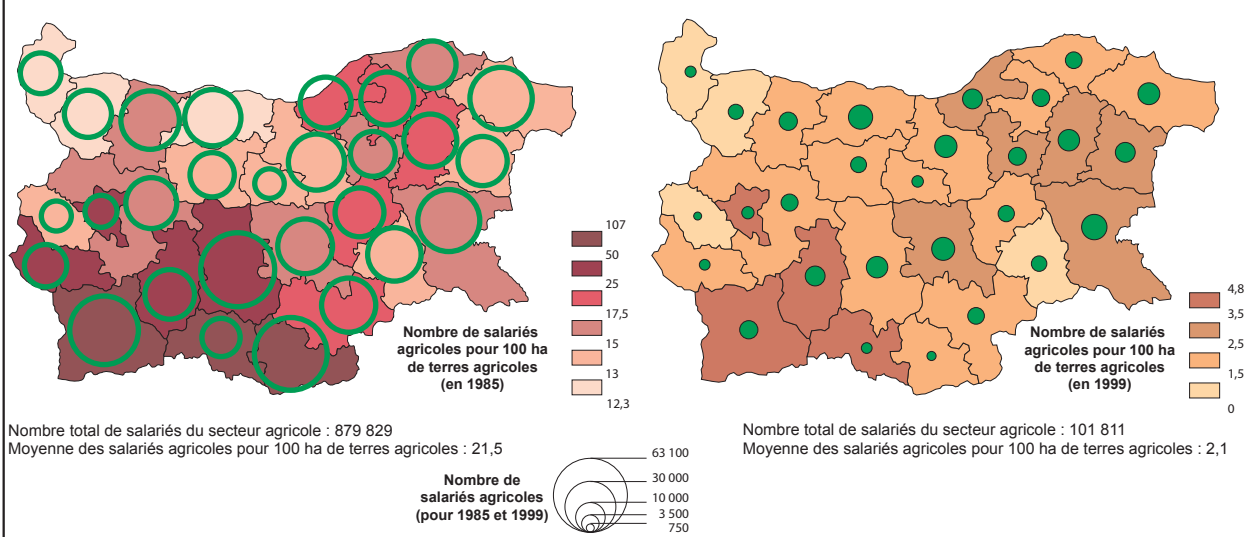 107
50
25
17,5
15
13
12,3
Nombre de salariés
agricoles pour 100 ha
de terres agricoles
(en 1985)
4,8
3,5
2,5
1,5
0
Nombre de salariés
agricoles pour 100 ha
de terres agricoles
(en 1999)
Nombre total de salariés du secteur agricole : 879 829
Moyenne des salariés agricoles pour 100 ha de terres agricoles : 21,5
Nombre total de salariés du secteur agricole : 101 811
Moyenne des salariés agricoles pour 100 ha de terres agricoles : 2,1
Nombre de
salariés agricoles
(pour 1985 et 1999)
63 100
30 000
10 000
3 500
750